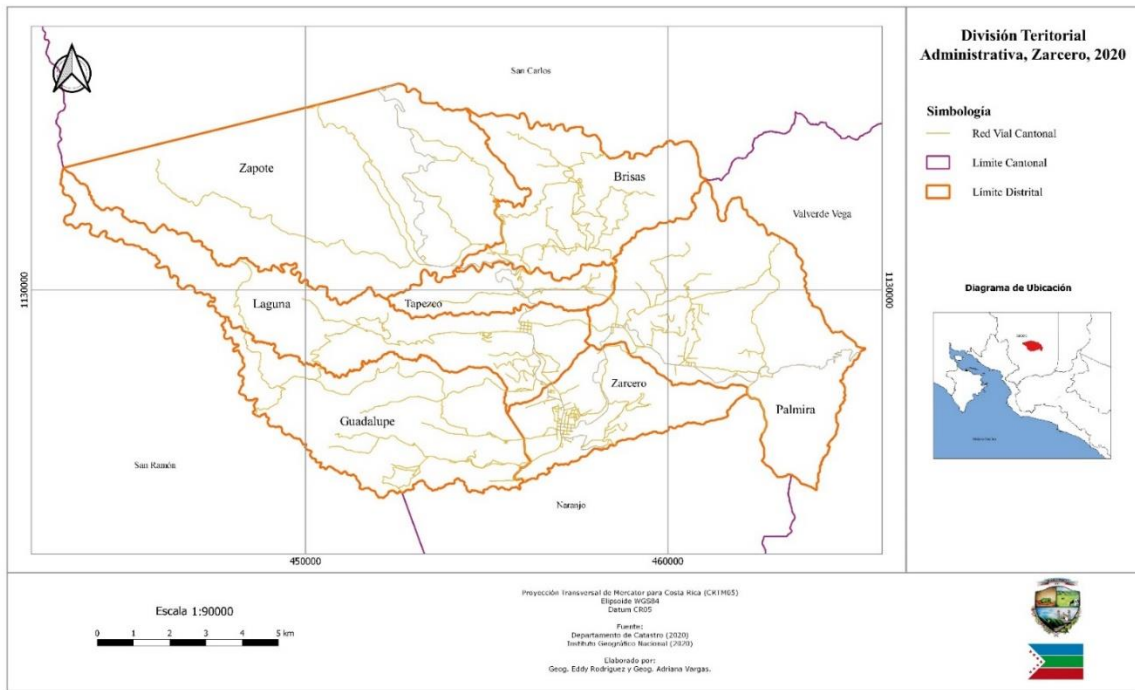 División Teritorial
Administrativa, Zarcero, 2020
Simbología
Red Vial Cantonal
Límite Cantonal
Límite Distrital
Diagrama de Ubicación
San Carlos
Zapote
Brisas
Valverde Vega
1130000
1130000
Laguna
Tapezco
Zarcero
Guadalupe
Palmira
San Ramón
Naranjo
450000
460000
Escala 1:90000
0 1 2 3 4 5 km
Proyección Transversal de Mercator para Costa Rica (CRTM05)
Elipsoide WGS84
Datum CR05
Fuente:
Departamento de Catastro (2020)
Instituto Geográfico Nacional (2020)
Elaborado por:
Geog. Eddy Rodríguez y Geog. Adriana Vargas.